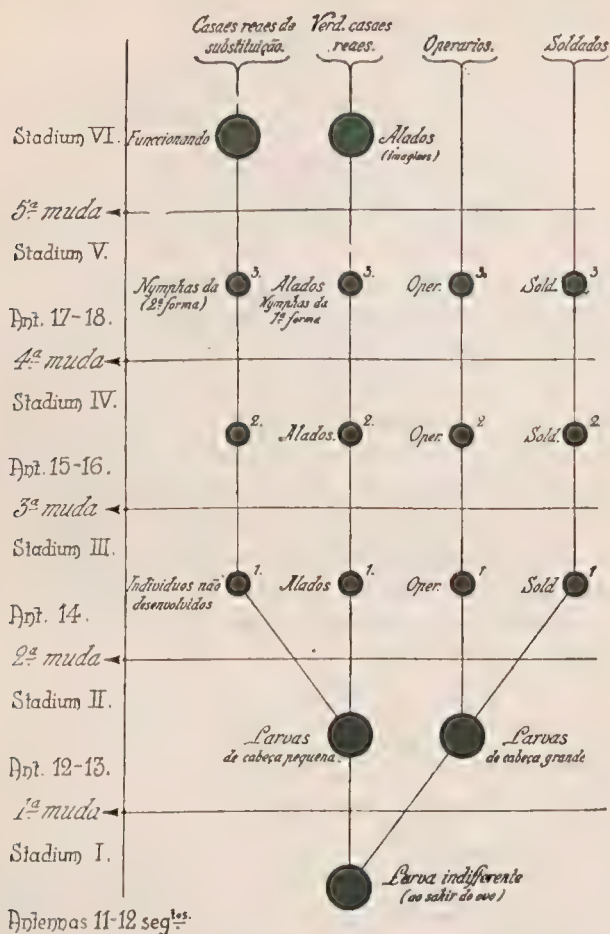 Casaes reaes de
substituição.
Verd. casaes
reaes.
Operarios.
Soldados
Stadium VI.
Funccionando
Alados
(imagines)
5ª muda
Stadium V.
Nymphas da
(2ª forma)
3.
Alados
Nymphas da
1ª forma
3.
Oper.
3.
Sold.
3
Ant. 17-18.
4ª muda
Stadium IV.
2.
Alados.
2.
Oper.
2
Sold.
2
Ant. 15-16.
3ª muda
Stadium III.
Individuos não
desenvolvidos
1.
Alados
1.
Oper.
1
Sold
1
Ant. 14.
2ª muda
Stadium II.
Larvas
de cabeça pequena.
Larvas
de cabeça grande
Ant. 12-13.
1ª muda
Stadium I.
Larva indifferente
(ao sahir do ovo)
Antennas 11-12 segtos.